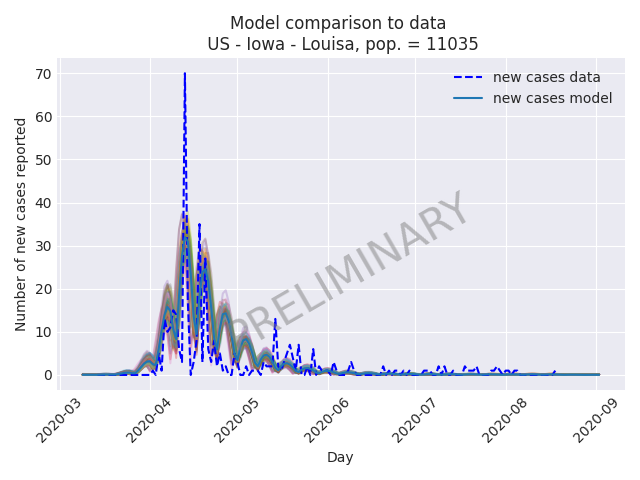 Model comparison to data
US - Iowa - Louisa, pop. = 11035
new cases data
new cases model
Number of new cases reported
70
60
50
40
30
20
10
0
PRELIMINARY
2020-03
2020-04
2020-05
2020-06
2020-07
2020-08
2020-09
Day